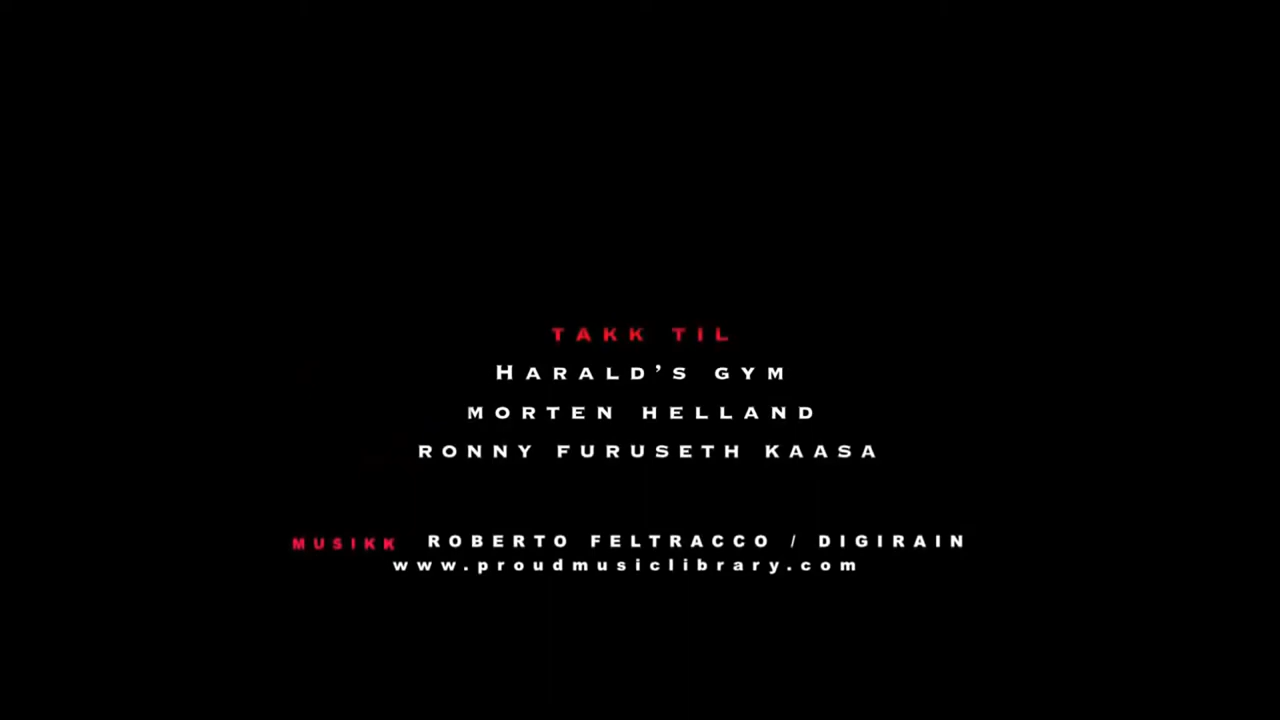 TAKK TIL
HARALD'S GYM
MORTEN HELLAND
RONNY FURUSETH KAASA
MUSIKK ROBERTO FELTRACCO / DIGIRAIN
www.proudmusiclibrary.com